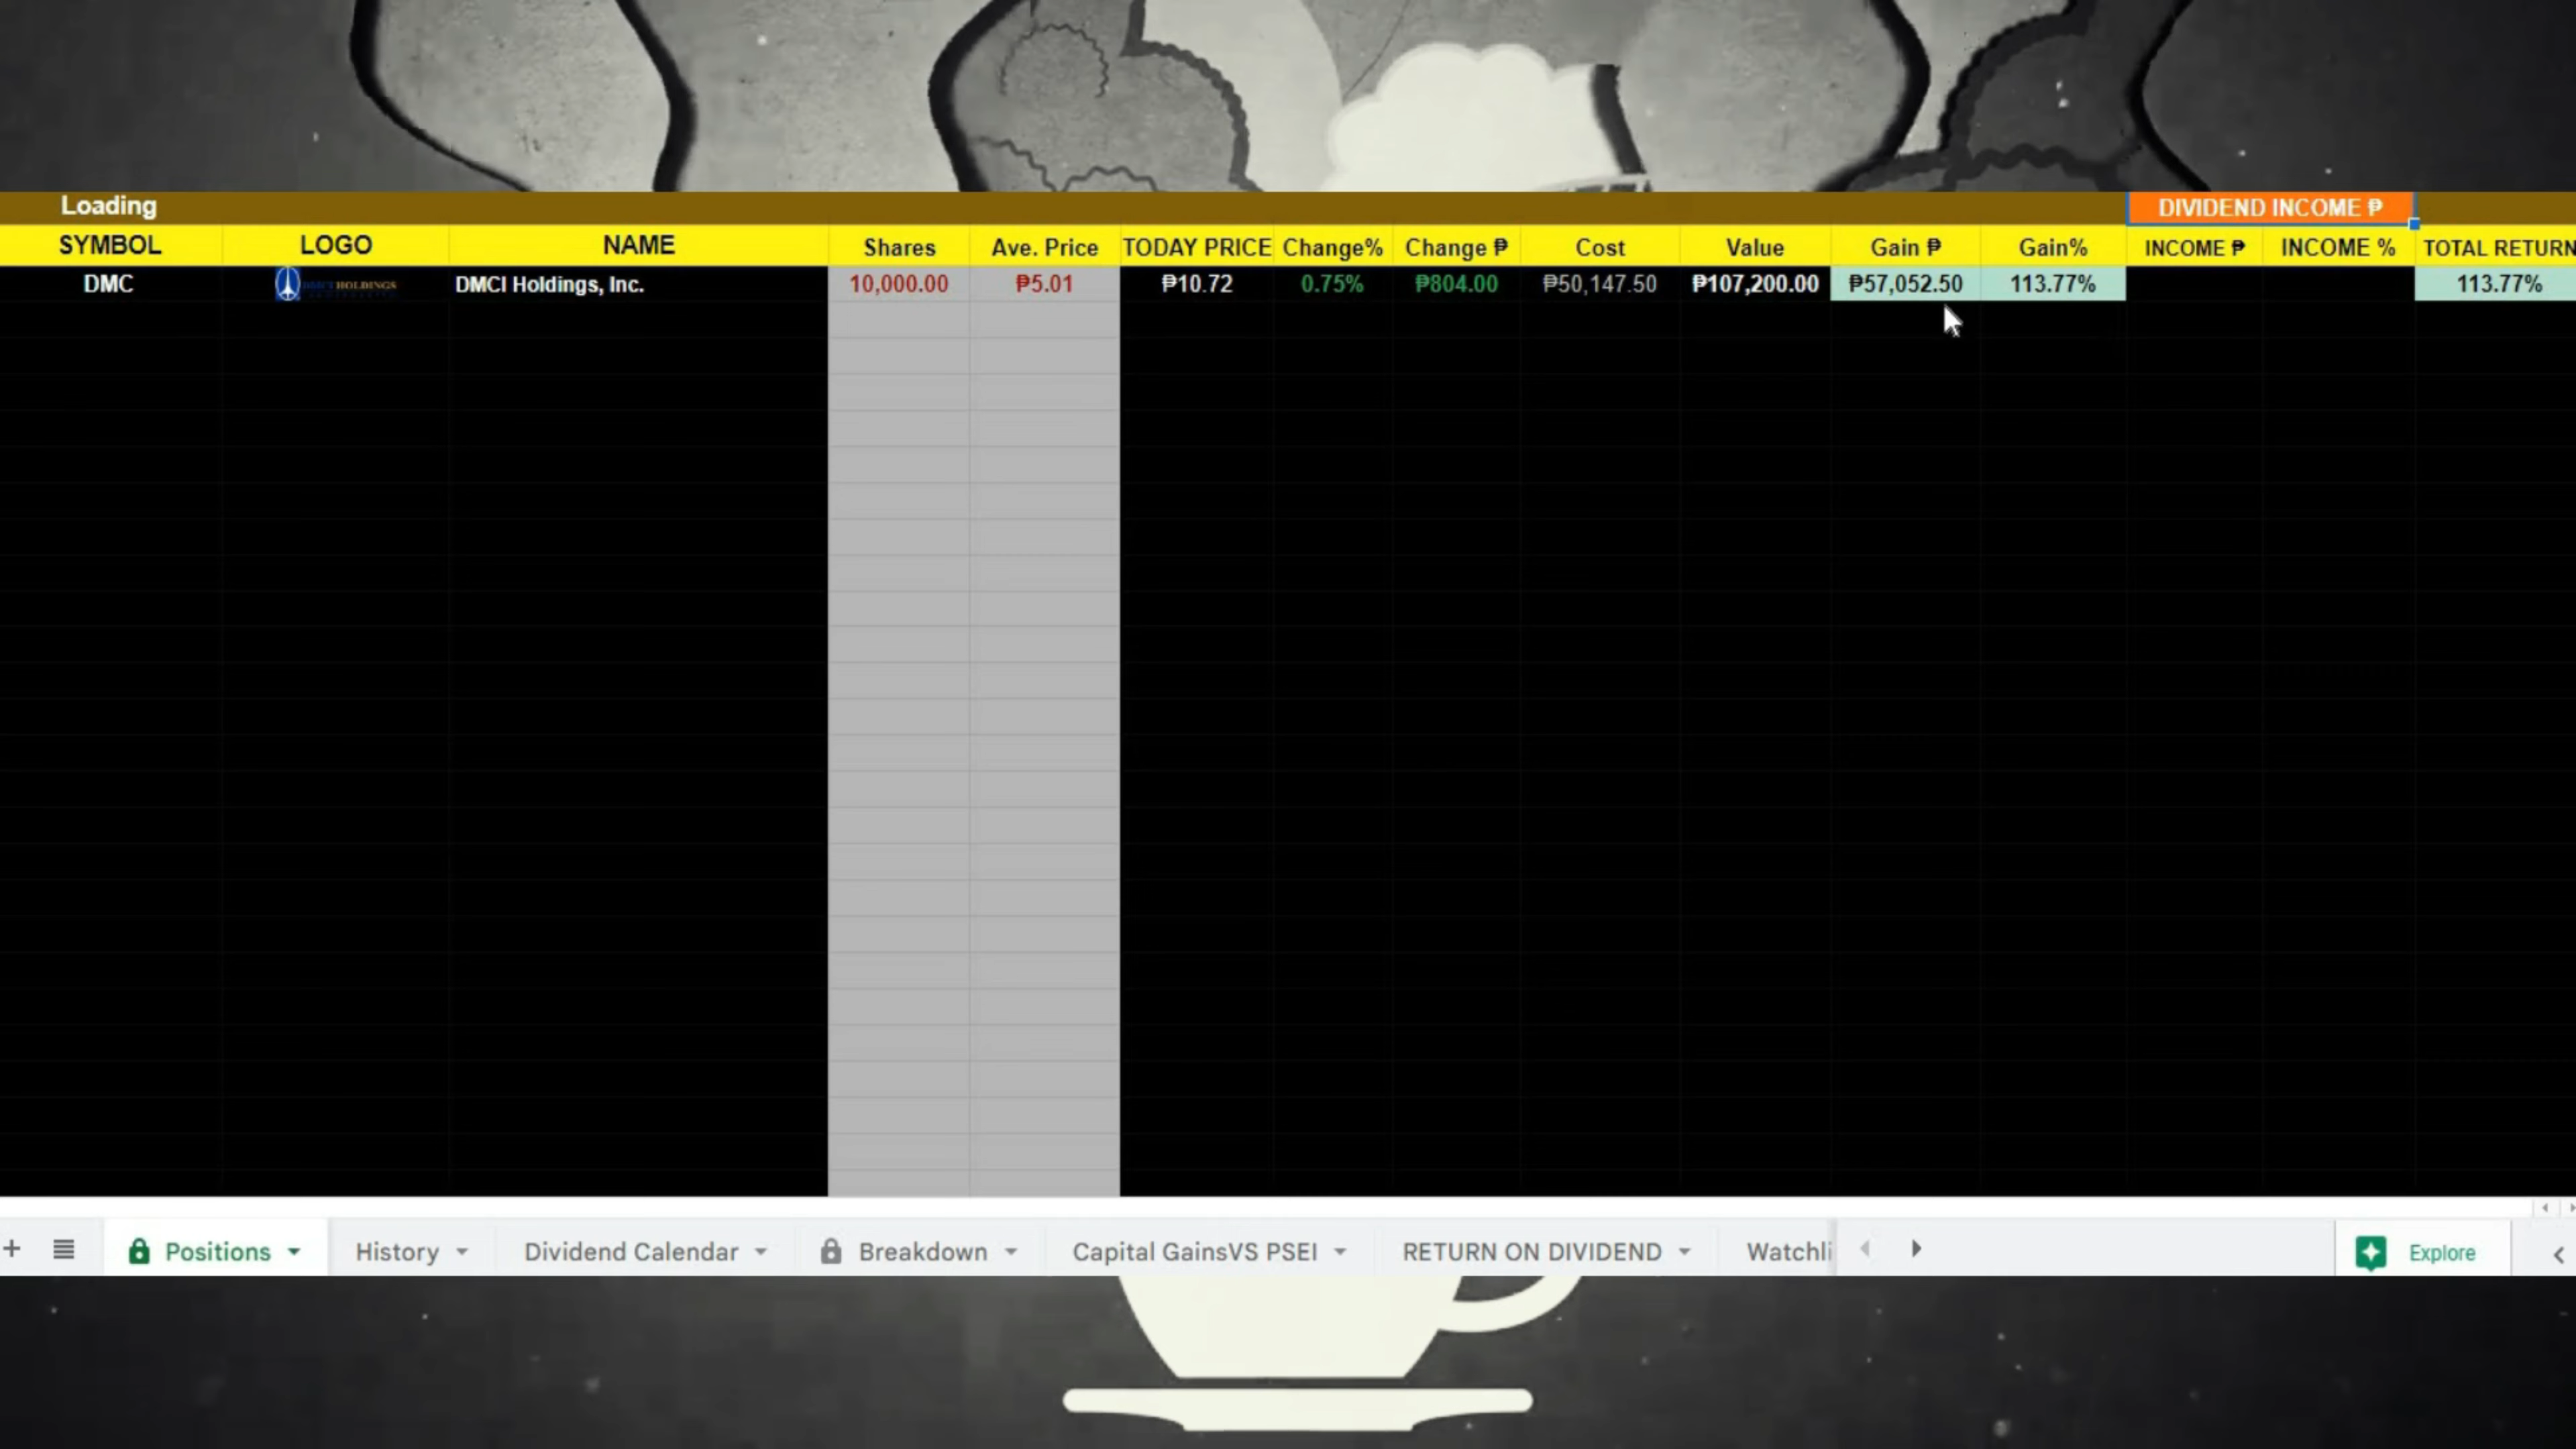 Loading
DIVIDEND INCOME ₱
SYMBOL LOGO NAME Shares Ave. Price TODAY PRICE Change% Change ₱ Cost Value Gain ₱ Gain% INCOME ₱ INCOME % TOTAL RETURN
DMC HOLDINGS DMCI Holdings, Inc. 10,000.00 ₱5.01 ₱10.72 0.75% ₱804.00 ₱50,147.50 ₱107,200.00 ₱57,052.50 113.77% 113.77%
Positions History Dividend Calendar Breakdown Capital GainsVS PSEI RETURN ON DIVIDEND Watchli Explore